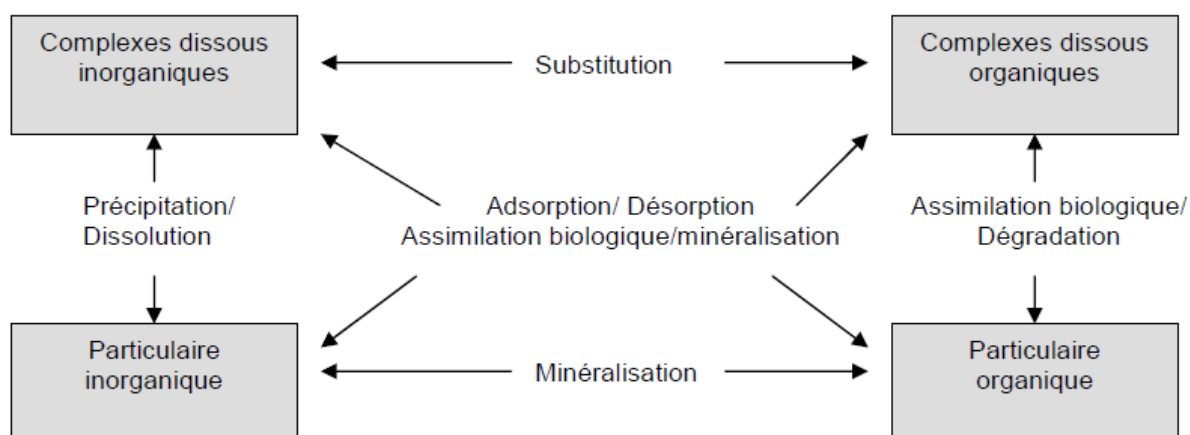 Complexes dissous
inorganiques
Substitution
Complexes dissous
organiques
Précipitation/
Dissolution
Adsorption/ Désorption
Assimilation biologique/minéralisation
Assimilation biologique/
Dégradation
Particulaire
inorganique
Minéralisation
Particulaire
organique